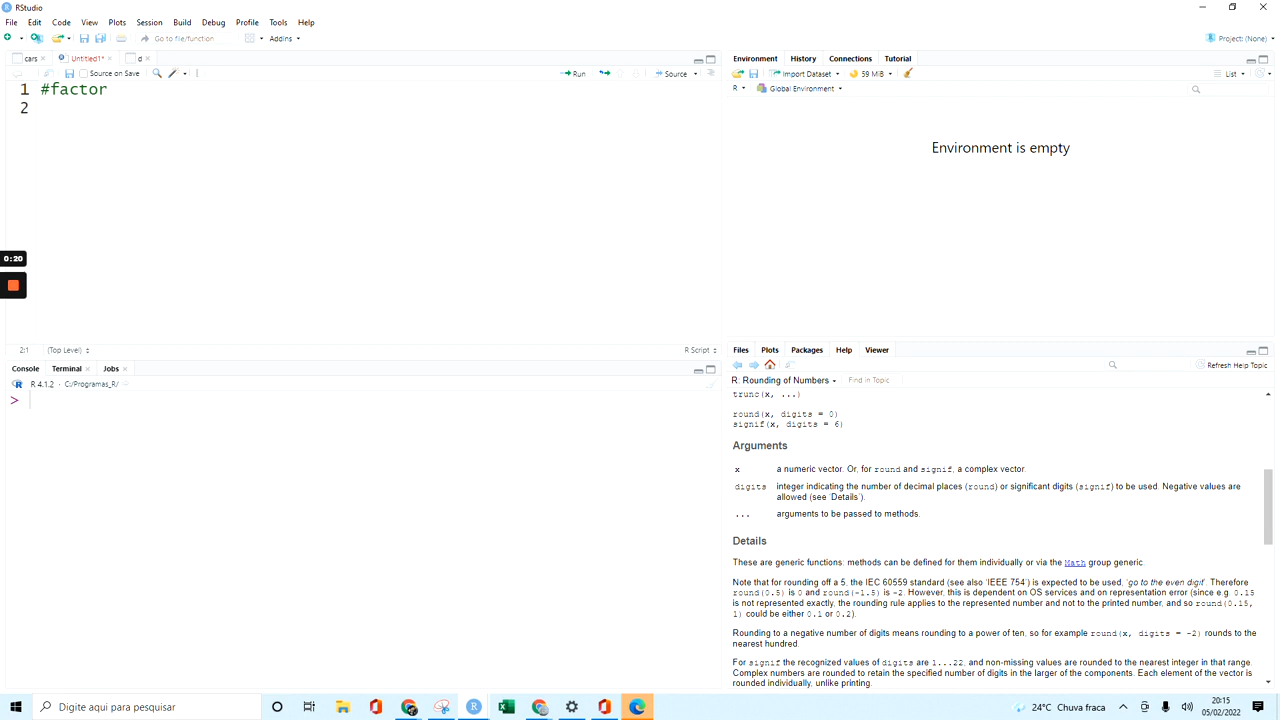 RStudio
File Edit Code View Plots Session Build Debug Profile Tools Help
Go to file/function Addins Project: (None)
cars Untitled1* d
Source on Save Run Source
1 #factor
2
0:20
2:1 (Top Level) R Script
Console Terminal Jobs
R 4.1.2 · C:/Programas_R/
>
Environment History Connections Tutorial
Import Dataset 59 MiB List
R Global Environment
Environment is empty
Files Plots Packages Help Viewer
Refresh Help Topic
R: Rounding of Numbers Find in Topic
trunc(x, ...)
round(x, digits = 0)
signif(x, digits = 6)
Arguments
x a numeric vector. Or, for round and signif, a complex vector.
digits integer indicating the number of decimal places (round) or significant digits (signif) to be used. Negative values are
allowed (see ‘Details’).
... arguments to be passed to methods.
Details
These are generic functions; methods can be defined for them individually or via the Math group generic.
Note that for rounding off a 5, the IEC 60559 standard (see also ‘IEEE 754’) is expected to be used, ‘go to the even digit’. Therefore
round(0.5) is 0 and round(-1.5) is -2. However, this is dependent on OS services and on representation error (since e.g. 0.15
is not represented exactly, the rounding rule applies to the represented number and not to the printed number, and so round(0.15,
1) could be either 0.1 or 0.2).
Rounding to a negative number of digits means rounding to a power of ten, so for example round(x, digits = -2) rounds to the
nearest hundred.
For signif the recognized values of digits are 1...22, and non-missing values are rounded to the nearest integer in that range.
Complex numbers are rounded to retain the specified number of digits in the larger of the components. Each element of the vector is
rounded individually, unlike printing.
Digite aqui para pesquisar
24°C Chuva fraca
20:15
05/02/2022